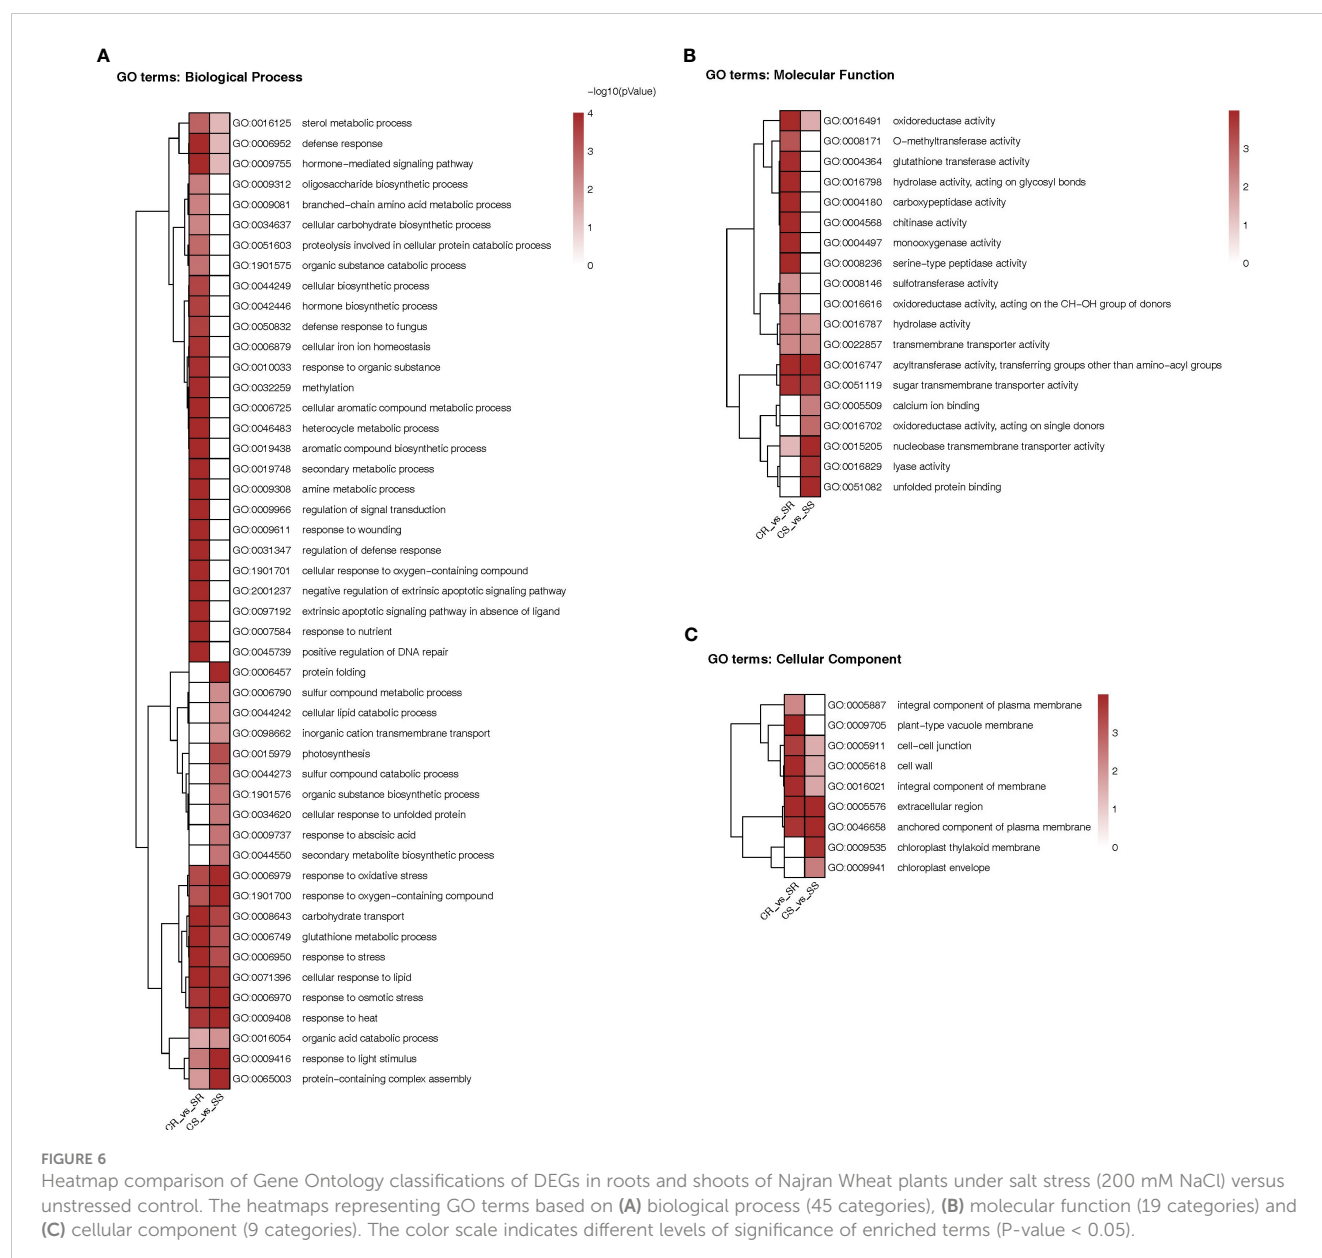 A
GO terms: Biological Process
−log10(pValue)
4
3
2
1
0
GO:0016125 sterol metabolic process
GO:0006952 defense response
GO:0009755 hormone−mediated signaling pathway
GO:0009312 oligosaccharide biosynthetic process
GO:0009081 branched−chain amino acid metabolic process
GO:0034637 cellular carbohydrate biosynthetic process
GO:0051603 proteolysis involved in cellular protein catabolic process
GO:1901575 organic substance catabolic process
GO:0044249 cellular biosynthetic process
GO:0042446 hormone biosynthetic process
GO:0050832 defense response to fungus
GO:0006879 cellular iron ion homeostasis
GO:0010033 response to organic substance
GO:0032259 methylation
GO:0006725 cellular aromatic compound metabolic process
GO:0046483 heterocycle metabolic process
GO:0019438 aromatic compound biosynthetic process
GO:0019748 secondary metabolic process
GO:0009308 amine metabolic process
GO:0009966 regulation of signal transduction
GO:0009611 response to wounding
GO:0031347 regulation of defense response
GO:1901701 cellular response to oxygen−containing compound
GO:2001237 negative regulation of extrinsic apoptotic signaling pathway
GO:0097192 extrinsic apoptotic signaling pathway in absence of ligand
GO:0007584 response to nutrient
GO:0045739 positive regulation of DNA repair
GO:0006457 protein folding
GO:0006790 sulfur compound metabolic process
GO:0044242 cellular lipid catabolic process
GO:0098662 inorganic cation transmembrane transport
GO:0015979 photosynthesis
GO:0044273 sulfur compound catabolic process
GO:1901576 organic substance biosynthetic process
GO:0034620 cellular response to unfolded protein
GO:0009737 response to abscisic acid
GO:0044550 secondary metabolite biosynthetic process
GO:0006979 response to oxidative stress
GO:1901700 response to oxygen−containing compound
GO:0008643 carbohydrate transport
GO:0006749 glutathione metabolic process
GO:0006950 response to stress
GO:0071396 cellular response to lipid
GO:0006970 response to osmotic stress
GO:0009408 response to heat
GO:0016054 organic acid catabolic process
GO:0009416 response to light stimulus
GO:0065003 protein−containing complex assembly
CR_vs_SR
CS_vs_SS
B
GO terms: Molecular Function
3
2
1
0
GO:0016491 oxidoreductase activity
GO:0008171 O−methyltransferase activity
GO:0004364 glutathione transferase activity
GO:0016798 hydrolase activity, acting on glycosyl bonds
GO:0004180 carboxypeptidase activity
GO:0004568 chitinase activity
GO:0004497 monooxygenase activity
GO:0008236 serine−type peptidase activity
GO:0008146 sulfotransferase activity
GO:0016616 oxidoreductase activity, acting on the CH−OH group of donors
GO:0016787 hydrolase activity
GO:0022857 transmembrane transporter activity
GO:0016747 acyltransferase activity, transferring groups other than amino−acyl groups
GO:0051119 sugar transmembrane transporter activity
GO:0005509 calcium ion binding
GO:0016702 oxidoreductase activity, acting on single donors
GO:0015205 nucleobase transmembrane transporter activity
GO:0016829 lyase activity
GO:0051082 unfolded protein binding
CR_vs_SR
CS_vs_SS
C
GO terms: Cellular Component
3
2
1
0
GO:0005887 integral component of plasma membrane
GO:0009705 plant−type vacuole membrane
GO:0005911 cell−cell junction
GO:0005618 cell wall
GO:0016021 integral component of membrane
GO:0005576 extracellular region
GO:0046658 anchored component of plasma membrane
GO:0009535 chloroplast thylakoid membrane
GO:0009941 chloroplast envelope
CR_vs_SR
CS_vs_SS
FIGURE 6
Heatmap comparison of Gene Ontology classifications of DEGs in roots and shoots of Najran Wheat plants under salt stress (200 mM NaCl) versus
unstressed control. The heatmaps representing GO terms based on (A) biological process (45 categories), (B) molecular function (19 categories) and
(C) cellular component (9 categories). The color scale indicates different levels of significance of enriched terms (P-value < 0.05).